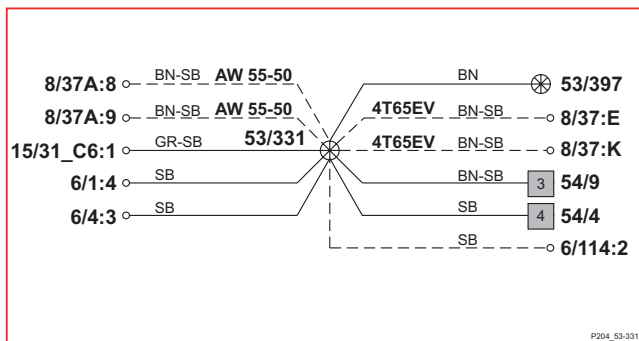 BN-SB AW 55-50 BN
8/37A:8 53/397
BN-SB AW 55-50 4T65EV BN-SB
8/37A:9 8/37:E
GR-SB 53/331 4T65EV BN-SB
15/31_C6:1 8/37:K
SB BN-SB
6/1:4 3 54/9
SB SB
6/4:3 4 54/4
SB
6/114:2
P204_53-331